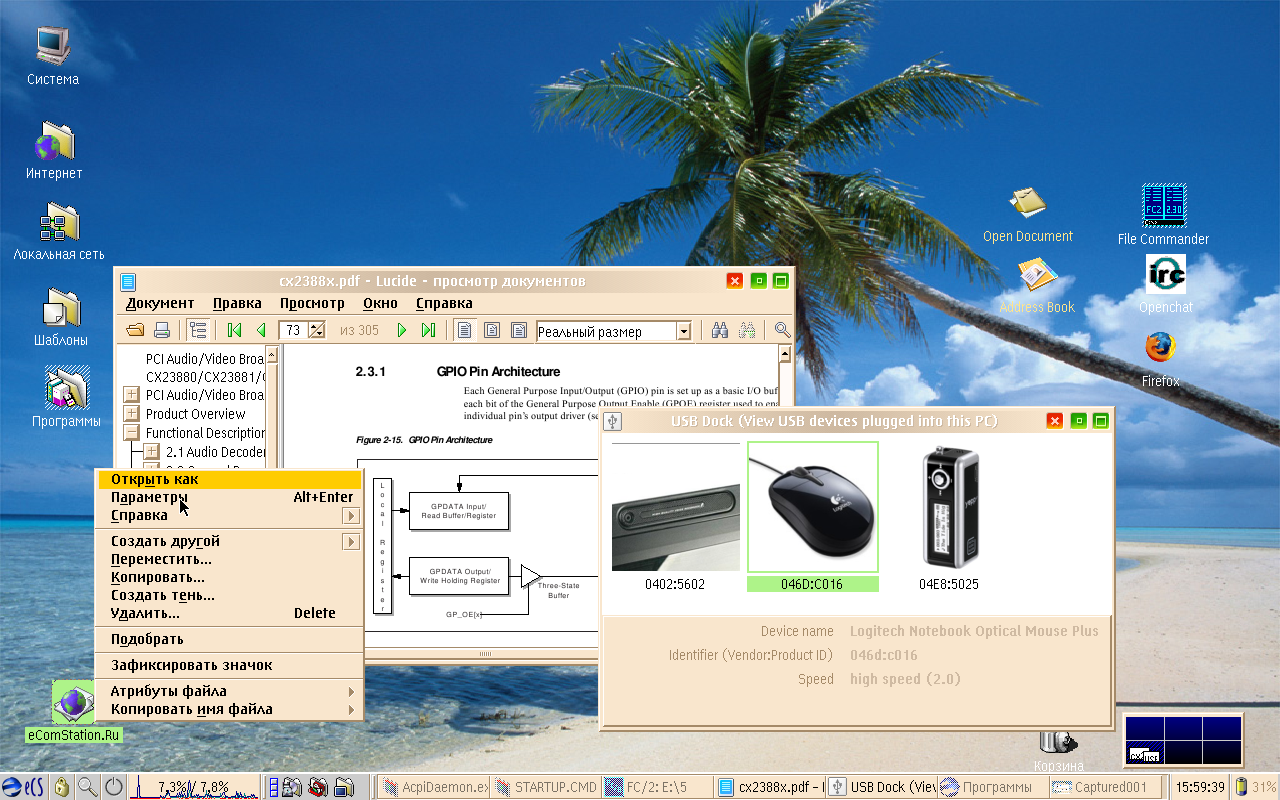 Система
Интернет
Локальная сеть
Шаблоны
Программы
eComStation.Ru
Open Document
Address Book
FC2 2.30
File Commander
irc
Openchat
Firefox
Корзина
cx2388x.pdf - Lucide - просмотр документов
Документ Правка Просмотр Окно Справка
73 из 305 Реальный размер
PCI Audio/Video Broa
CX23880/CX23881/C
PCI Audio/Video Broa
Product Overview
Functional Description
2.1 Audio Decoder
2.3.1 GPIO Pin Architecture
Each General Purpose Input/Output (GPIO) pin is set up as a basic I/O buf
each bit of the General Purpose Output Enable (GPOE) register used to ena
individual pin's output driver (se
Figure 2-15. GPIO Pin Architecture
Local Register
GPDATA Input/
Read Buffer/Register
GPDATA Output/
Write Holding Register
Three-State
Buffer
GP_OE[x]
Открыть как
Параметры Alt+Enter
Справка
Создать другой
Переместить...
Копировать...
Создать тень...
Удалить... Delete
Подобрать
Зафиксировать значок
Атрибуты файла
Копировать имя файла
USB Dock (View USB devices plugged into this PC)
Logitech
0402:5602
046D:C016
04E8:5025
Device name Logitech Notebook Optical Mouse Plus
Identifier (Vendor:Product ID) 046d:c016
Speed high speed (2.0)
eCS
7,3%/ 7,8%
AcpiDaemon.ex
STARTUP.CMD
FC/2: E:\5
cx2388x.pdf - l
USB Dock (Viev
Программы
Captured001
15:59:39
31%